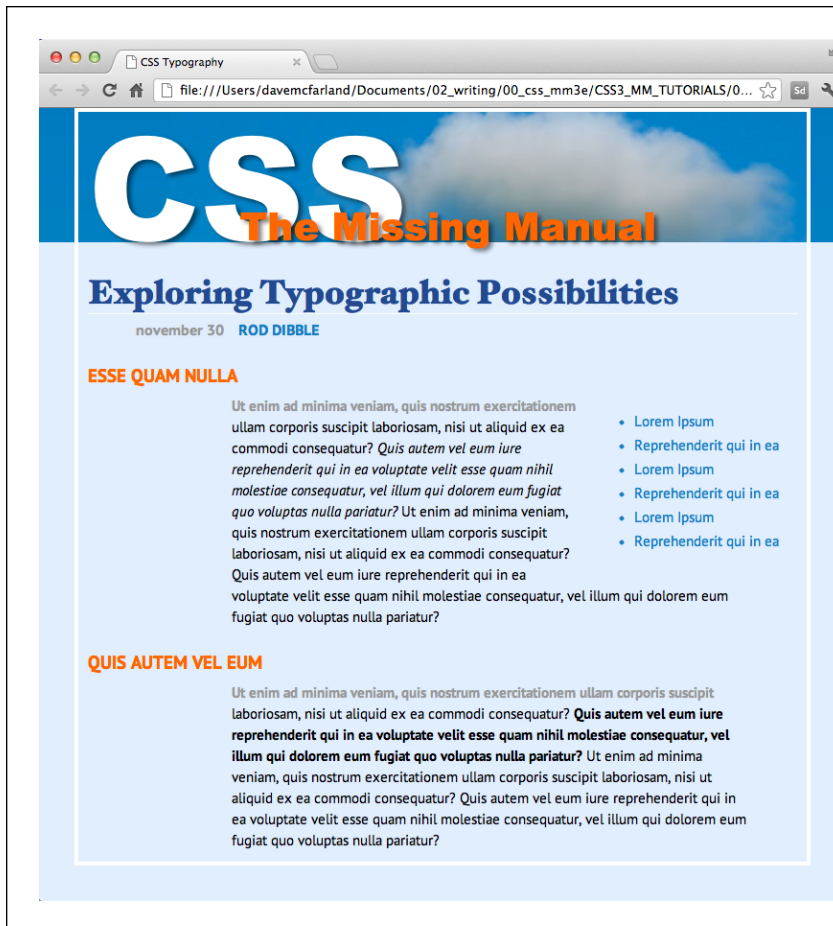 CSS Typography
file:///Users/davemcfarland/Documents/02_writing/00_css_mm3e/CSS3_MM_TUTORIALS/0...
Sd
CSS
The Missing Manual
Exploring Typographic Possibilities
november 30 ROD DIBBLE
ESSE QUAM NULLA
Ut enim ad minima veniam, quis nostrum exercitationem
ullam corporis suscipit laboriosam, nisi ut aliquid ex ea
commodi consequatur? Quis autem vel eum iure
reprehenderit qui in ea voluptate velit esse quam nihil
molestiae consequatur, vel illum qui dolorem eum fugiat
quo voluptas nulla pariatur? Ut enim ad minima veniam,
quis nostrum exercitationem ullam corporis suscipit
laboriosam, nisi ut aliquid ex ea commodi consequatur?
Quis autem vel eum iure reprehenderit qui in ea
voluptate velit esse quam nihil molestiae consequatur, vel illum qui dolorem eum
fugiat quo voluptas nulla pariatur?
• Lorem Ipsum
• Reprehenderit qui in ea
• Lorem Ipsum
• Reprehenderit qui in ea
• Lorem Ipsum
• Reprehenderit qui in ea
QUIS AUTEM VEL EUM
Ut enim ad minima veniam, quis nostrum exercitationem ullam corporis suscipit
laboriosam, nisi ut aliquid ex ea commodi consequatur? Quis autem vel eum iure
reprehenderit qui in ea voluptate velit esse quam nihil molestiae consequatur, vel
illum qui dolorem eum fugiat quo voluptas nulla pariatur? Ut enim ad minima
veniam, quis nostrum exercitationem ullam corporis suscipit laboriosam, nisi ut
aliquid ex ea commodi consequatur? Quis autem vel eum iure reprehenderit qui in
ea voluptate velit esse quam nihil molestiae consequatur, vel illum qui dolorem eum
fugiat quo voluptas nulla pariatur?